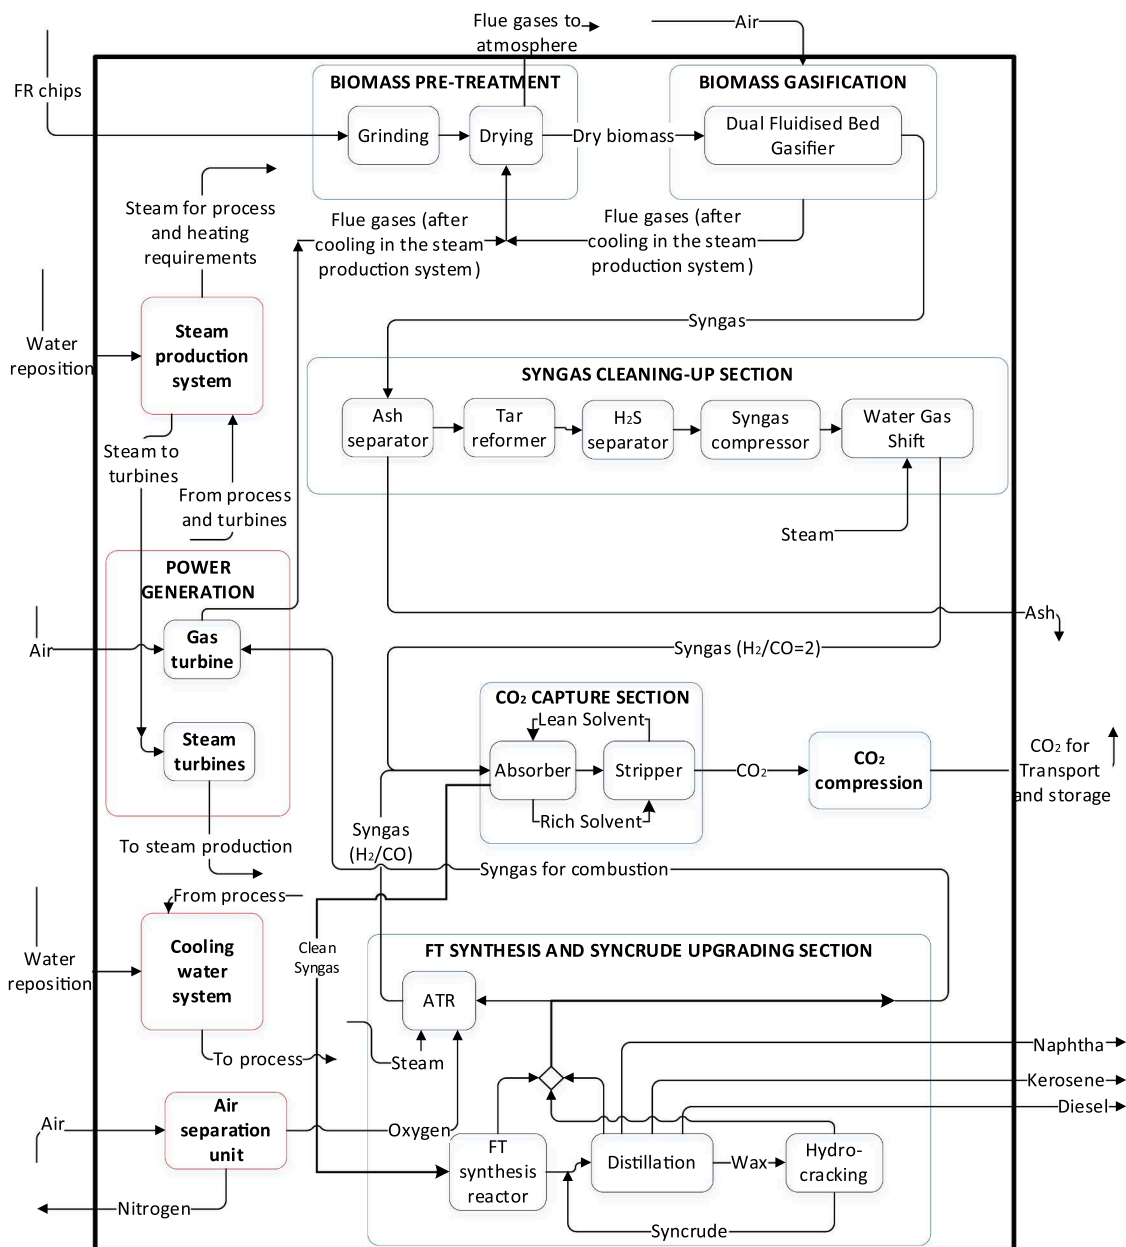 Flue gases to
atmosphere
Air
FR chips
BIOMASS PRE-TREATMENT
Grinding
Drying
Dry biomass
BIOMASS GASIFICATION
Dual Fluidised Bed
Gasifier
Steam for process
and heating
requirements
Flue gases (after
cooling in the steam
production system)
Flue gases (after
cooling in the steam
production system)
Water
reposition
Steam
production
system
Syngas
SYNGAS CLEANING-UP SECTION
Ash
separator
Tar
reformer
H2S
separator
Syngas
compressor
Water Gas
Shift
Steam
Steam to
turbines
From process
and turbines
POWER
GENERATION
Air
Gas
turbine
Steam
turbines
To steam production
Ash
Syngas (H2/CO=2)
CO2 CAPTURE SECTION
Lean Solvent
Absorber
Stripper
Rich Solvent
CO2
CO2
compression
CO2 for
Transport
and storage
Syngas
(H2/CO)
Syngas for combustion
From process
Water
reposition
Cooling
water
system
To process
Clean
Syngas
FT SYNTHESIS AND SYNCRUDE UPGRADING SECTION
ATR
Steam
Naphtha
Kerosene
Diesel
Air
Air
separation
unit
Oxygen
Nitrogen
FT
synthesis
reactor
Distillation
Wax
Hydro-
cracking
Syncrude